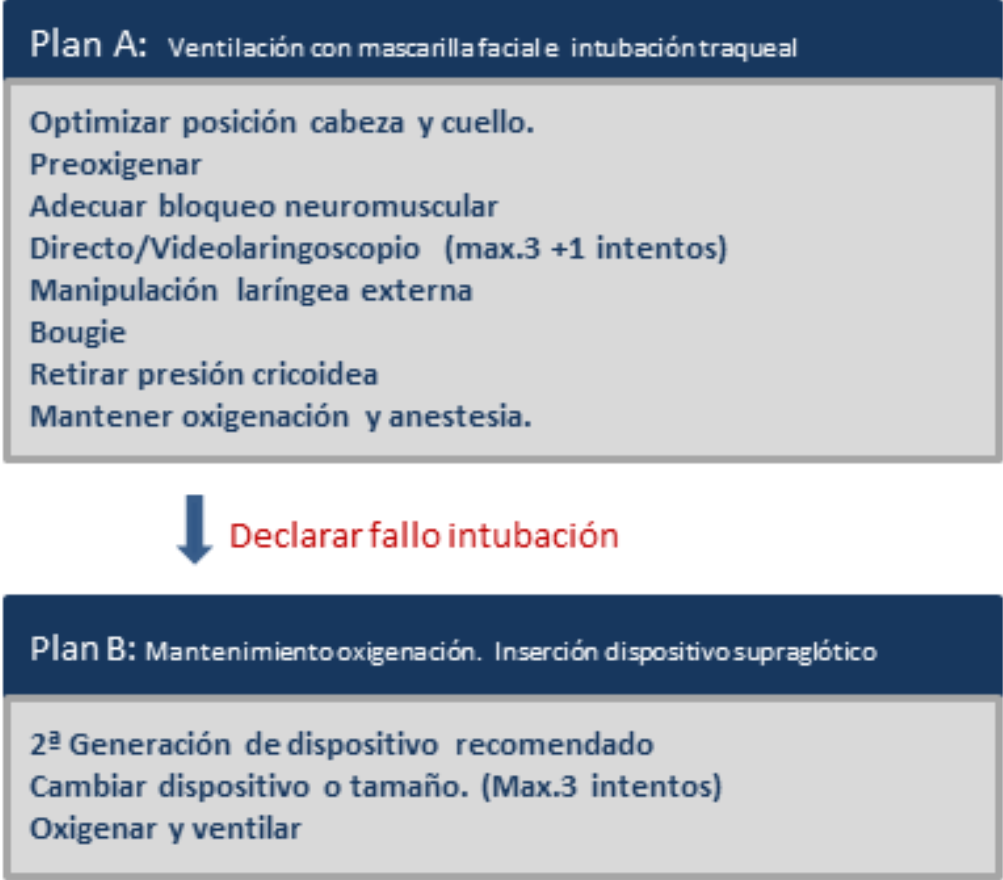 Plan A: Ventilación con mascarilla facial e intubación traqueal
Optimizar posición cabeza y cuello.
Preoxigenar
Adecuar bloqueo neuromuscular
Directo/Videolaringoscopio (max.3 +1 intentos)
Manipulación laríngea externa
Bougie
Retirar presión cricoidea
Mantener oxigenación y anestesia.
Declarar fallo intubación
Plan B: Mantenimiento oxigenación. Inserción dispositivo supraglótico
2ª Generación de dispositivo recomendado
Cambiar dispositivo o tamaño. (Max.3 intentos)
Oxigenar y ventilar